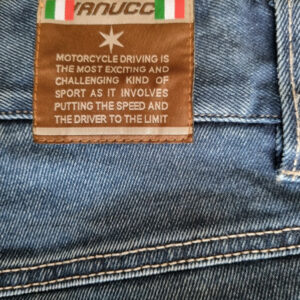 VANUCCI
MOTORCYCLE DRIVING IS
THE MOST EXCITING AND
CHALLENGING KIND OF
SPORT AS IT INVOLVES
PUTTING THE SPEED AND
THE DRIVER TO THE LIMIT